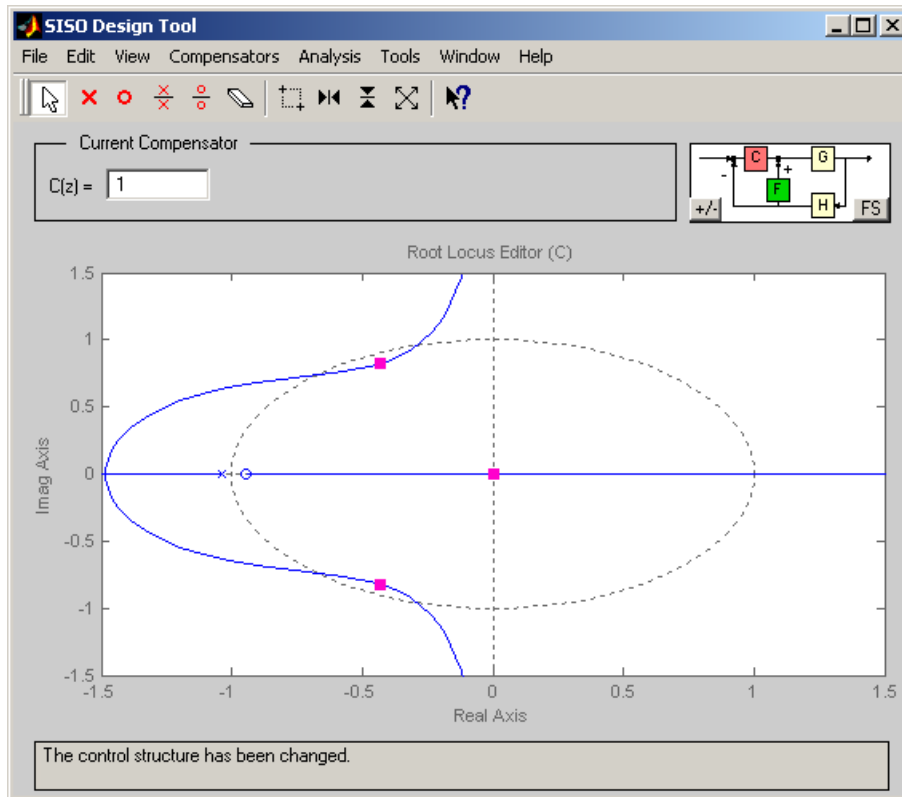 SISO Design Tool
File Edit View Compensators Analysis Tools Window Help
Current Compensator
C(z) = 1
C G
- +
F
H
+/- FS
Root Locus Editor (C)
1.5
1
0.5
0
-0.5
-1
-1.5
Imag Axis
-1.5 -1 -0.5 0 0.5 1 1.5
Real Axis
The control structure has been changed.